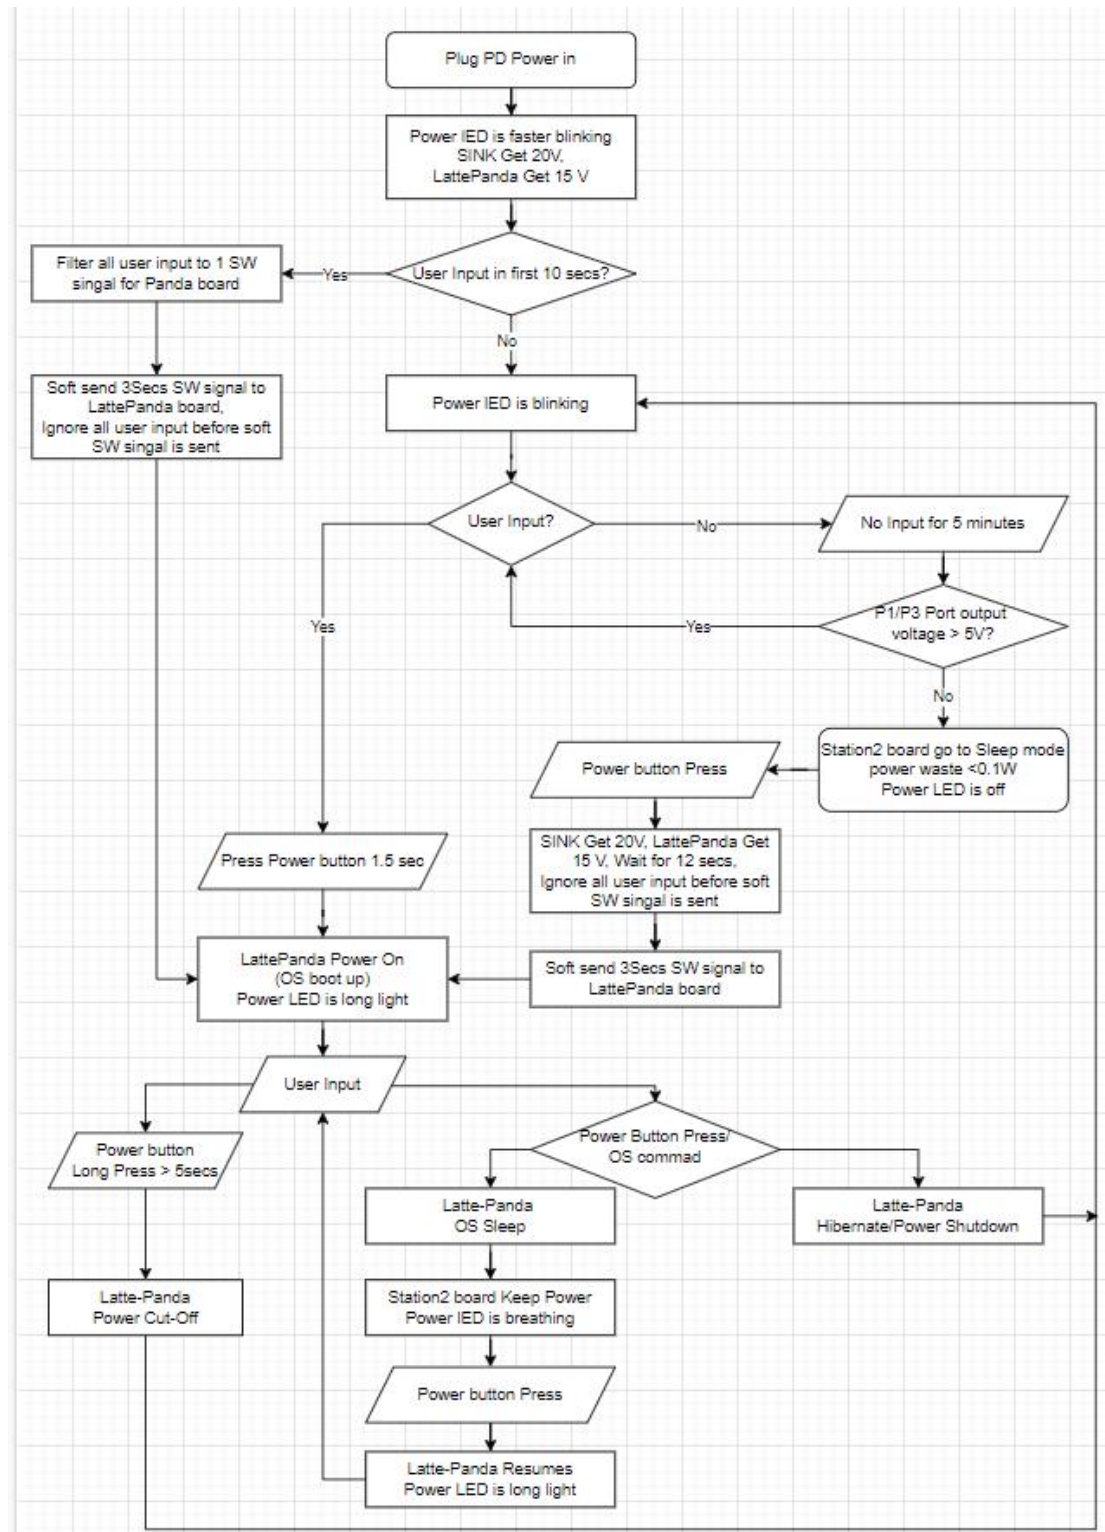 Plug PD Power in
Power IED is faster blinking
SINK Get 20V,
LattePanda Get 15 V
User Input in first 10 secs?
Yes
Filter all user input to 1 SW
singal for Panda board
No
Soft send 3Secs SW signal to
LattePanda board,
Ignore all user input before soft
SW singal is sent
Power IED is blinking
User Input?
No
No Input for 5 minutes
Yes
P1/P3 Port output
voltage > 5V?
Yes
No
Station2 board go to Sleep mode
power waste <0.1W
Power LED is off
Power button Press
SINK Get 20V, LattePanda Get
15 V, Wait for 12 secs,
Ignore all user input before soft
SW singal is sent
Press Power button 1.5 sec
LattePanda Power On
(OS boot up)
Power LED is long light
Soft send 3Secs SW signal to
LattePanda board
User Input
Power button
Long Press > 5secs
Power Button Press/
OS commad
Latte-Panda
OS Sleep
Latte-Panda
Hibernate/Power Shutdown
Latte-Panda
Power Cut-Off
Station2 board Keep Power
Power IED is breathing
Power button Press
Latte-Panda Resumes
Power LED is long light